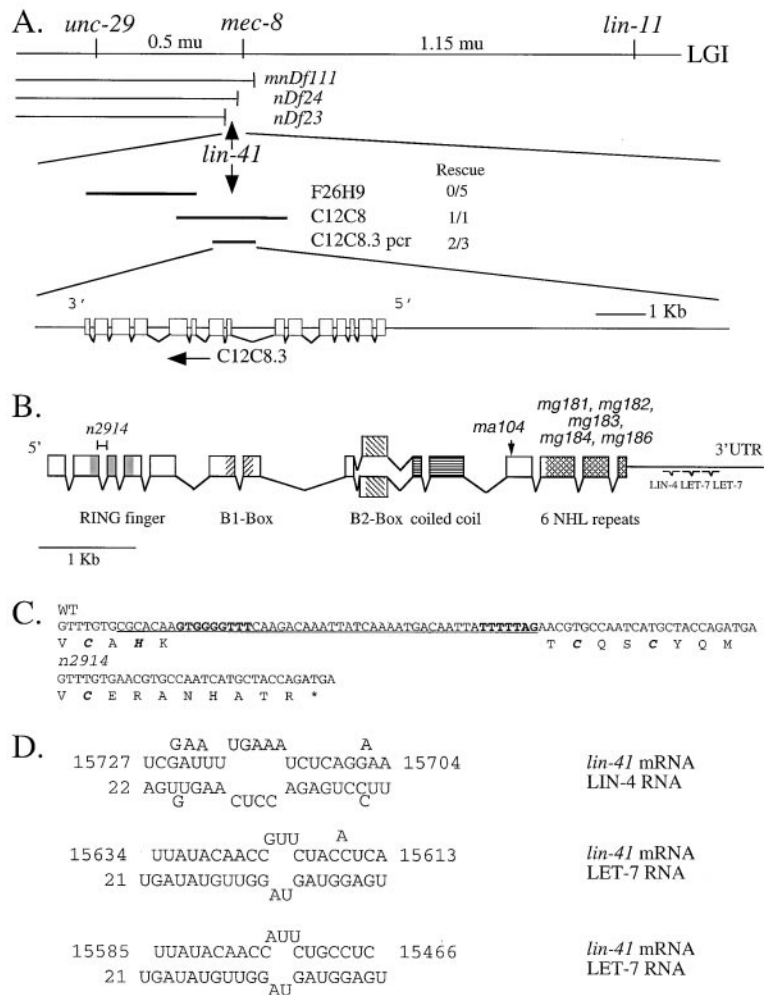 A.
unc-29 mec-8 lin-11
0.5 mu 1.15 mu
LGI
mnDf111
nDf24
nDf23
lin-41
Rescue
F26H9 0/5
C12C8 1/1
C12C8.3 pcr 2/3
3' 5'
1 Kb
C12C8.3
B.
mg181, mg182,
mg183,
mg184, mg186
n2914 ma104
5' 3'UTR
LIN-4 LET-7 LET-7
RING finger B1-Box B2-Box coiled coil 6 NHL repeats
1 Kb
C.
WT
GTTTGTGCGCACAAGTGGGGTTTCAAGACAAATTATCAAAATGACAATTATTTTTAGAACGTGCCAATCATGCTACCAGATGA
V C A H K T C Q S C Y Q M
n2914
GTTTGTGAACGTGCCAATCATGCTACCAGATGA
V C E R A N H A T R *
D.
GAA UGAAA A
15727 UCGAUUU UCUCAGGAA 15704 lin-41 mRNA
22 AGUUGAA AGAGUCCUU LIN-4 RNA
G CUCC C
GUU A
15634 UUAUACAACC CUACCUCA 15613 lin-41 mRNA
21 UGAUAUGUUGG GAUGGAGU LET-7 RNA
AU
AUU
15585 UUAUACAACC CUGCCUC 15466 lin-41 mRNA
21 UGAUAUGUUGG GAUGGAGU LET-7 RNA
AU